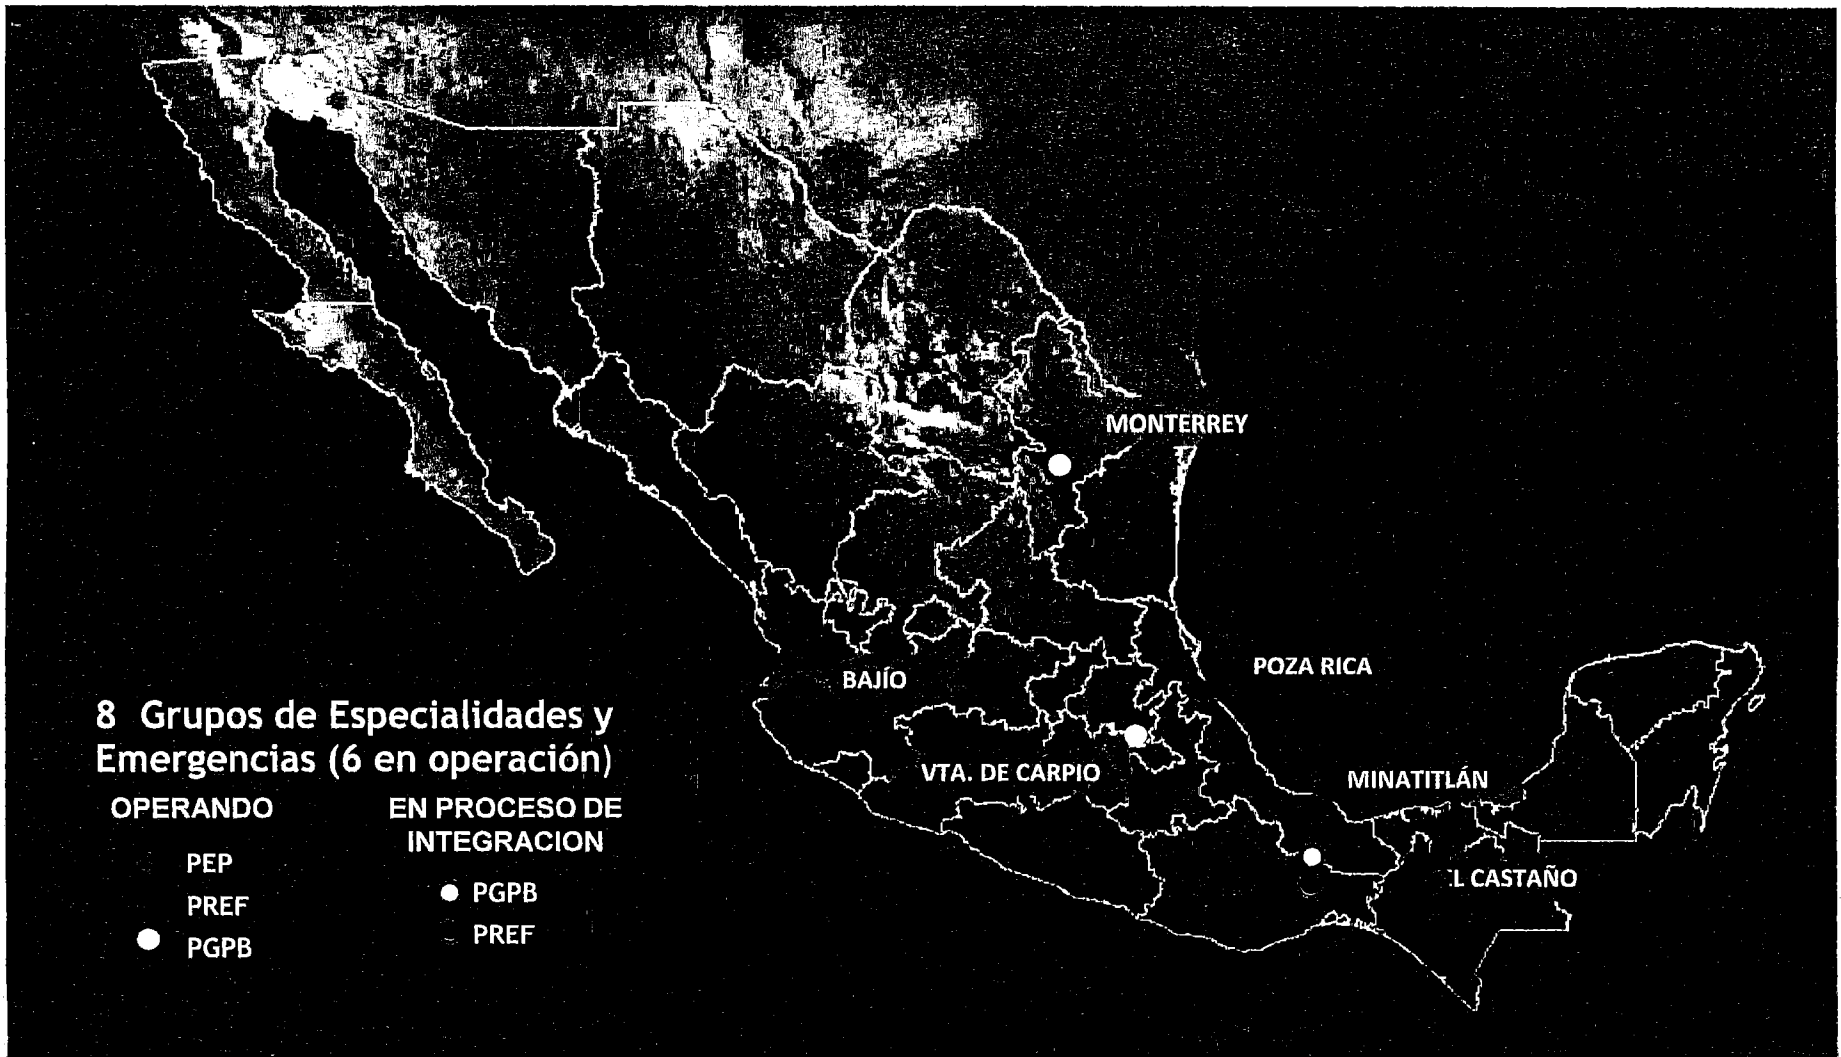 MONTERREY
POZA RICA
BAJÍO
8 Grupos de Especialidades y
Emergencias (6 en operación)
VTA. DE CARPIO
MINATITLÁN
OPERANDO
EN PROCESO DE
INTEGRACION
PEP
PREF
PGPB
PGPB
PREF
.L CASTAÑO